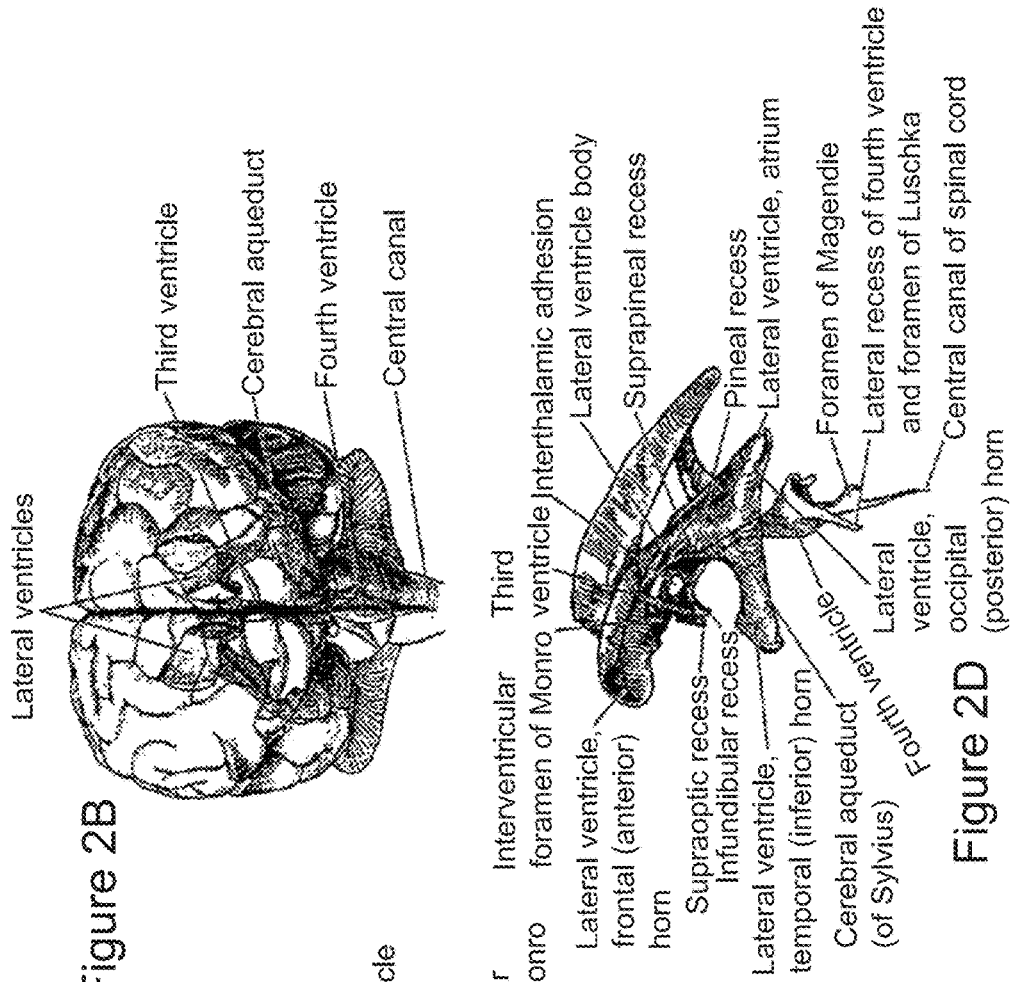 Lateral ventricles
Third ventricle
Cerebral aqueduct
Fourth ventricle
Central canal
igure 2B
cle
r
onro
Interventricular
foramen of Monro
Third
ventricle
Interthalamic adhesion
Lateral ventricle body
Suprapineal recess
Pineal recess
Lateral ventricle, atrium
Foramen of Magendie
Lateral recess of fourth ventricle
and foramen of Luschka
Central canal of spinal cord
Lateral ventricle,
frontal (anterior)
horn
Supraoptic recess
Infundibular recess
Lateral ventricle,
temporal (inferior) horn
Cerebral aqueduct
(of Sylvius)
Fourth ventricle
Lateral
ventricle,
occipital
(posterior) horn
Figure 2D